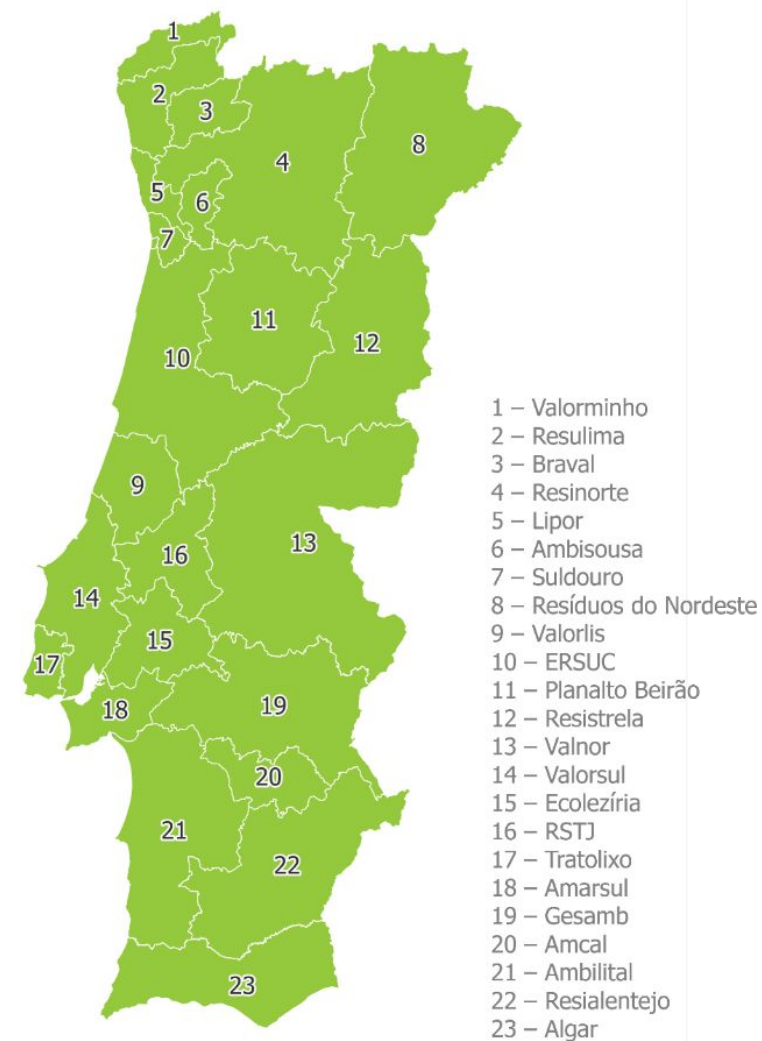 1
2
3
8
4
5
6
7
11
12
10
9
13
16
14
15
17
18
19
20
21
22
23
1 – Valorminho
2 – Resulima
3 – Braval
4 – Resinorte
5 – Lipor
6 – Ambisousa
7 – Suldouro
8 – Resíduos do Nordeste
9 – Valorlis
10 – ERSUC
11 – Planalto Beirão
12 – Resistrela
13 – Valnor
14 – Valorsul
15 – Ecolezíria
16 – RSTJ
17 – Tratolixo
18 – Amarsul
19 – Gesamb
20 – Amcal
21 – Ambilital
22 – Resialentejo
23 – Algar